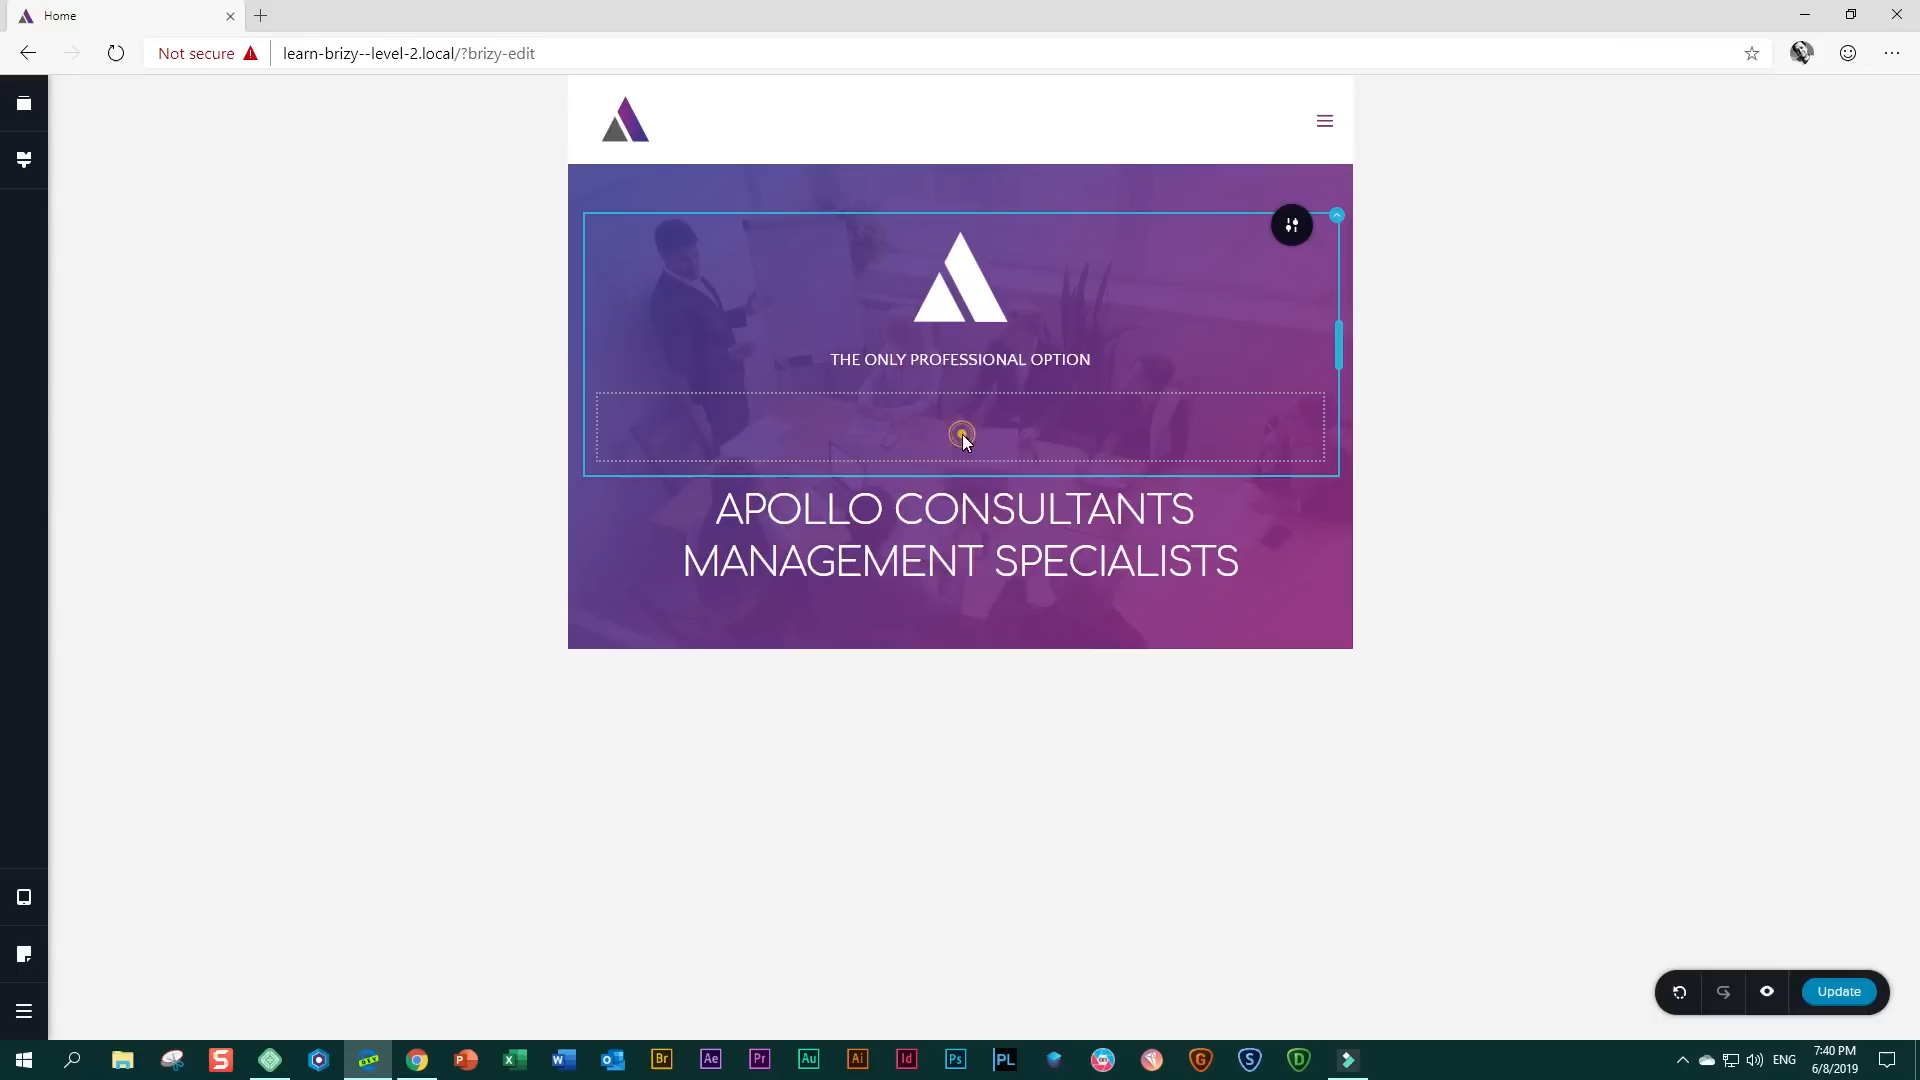 Home
Not secure
learn-brizy--level-2.local/?brizy-edit
THE ONLY PROFESSIONAL OPTION
APOLLO CONSULTANTS
MANAGEMENT SPECIALISTS
Update
S
DIY
P
X
W
O
Br
Ae
Pr
Au
Ai
Id
Ps
PL
G
S
D
ENG
7:40 PM
6/8/2019